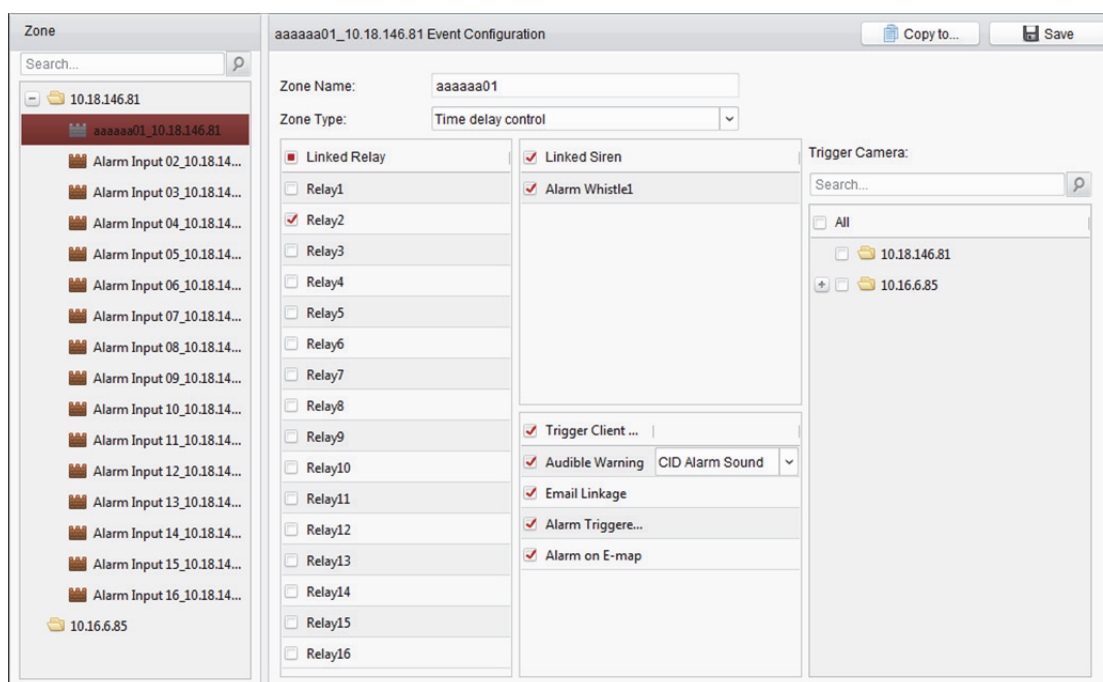 Zone
Search...
10.18.146.81
aaaaaa01_10.18.146.81
Alarm Input 02_10.18.14...
Alarm Input 03_10.18.14...
Alarm Input 04_10.18.14...
Alarm Input 05_10.18.14...
Alarm Input 06_10.18.14...
Alarm Input 07_10.18.14...
Alarm Input 08_10.18.14...
Alarm Input 09_10.18.14...
Alarm Input 10_10.18.14...
Alarm Input 11_10.18.14...
Alarm Input 12_10.18.14...
Alarm Input 13_10.18.14...
Alarm Input 14_10.18.14...
Alarm Input 15_10.18.14...
Alarm Input 16_10.18.14...
10.16.6.85
aaaaaa01_10.18.146.81 Event Configuration
Copy to...
Save
Zone Name: aaaaaa01
Zone Type: Time delay control
Linked Relay
Relay1
Relay2
Relay3
Relay4
Relay5
Relay6
Relay7
Relay8
Relay9
Relay10
Relay11
Relay12
Relay13
Relay14
Relay15
Relay16
Linked Siren
Alarm Whistle1
Trigger Client ...
Audible Warning CID Alarm Sound
Email Linkage
Alarm Triggere...
Alarm on E-map
Trigger Camera:
Search...
All
10.18.146.81
10.16.6.85